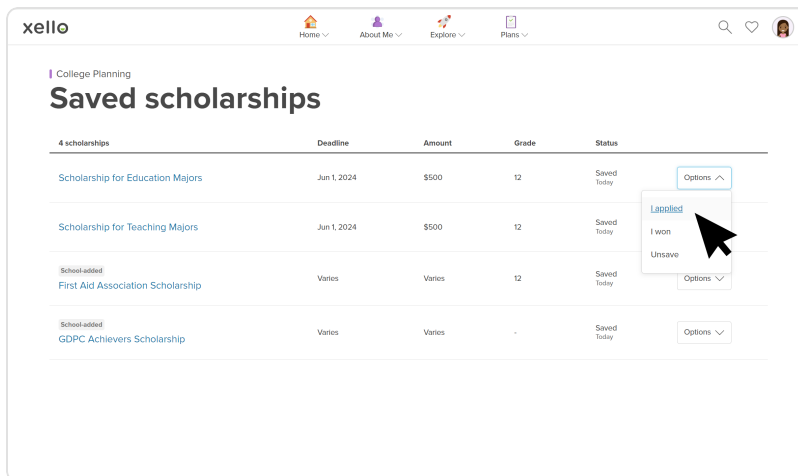 xello
Home
About Me
Explore
Plans
College Planning
Saved scholarships
4 scholarships Deadline Amount Grade Status
Scholarship for Education Majors Jun 1, 2024 $500 12 Saved Today Options
I applied
I won
Unsave
Scholarship for Teaching Majors Jun 1, 2024 $500 12 Saved Today
School-added
First Aid Association Scholarship Varies Varies 12 Saved Today Options
School-added
GDPC Achievers Scholarship Varies Varies - Saved Today Options